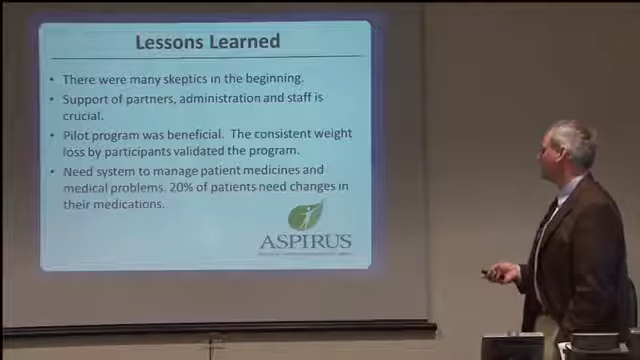 Lessons Learned
• There were many skeptics in the beginning.
• Support of partners, administration and staff is
crucial.
• Pilot program was beneficial. The consistent weight
loss by participants validated the program.
• Need system to manage patient medicines and
medical problems. 20% of patients need changes in
their medications.
ASPIRUS